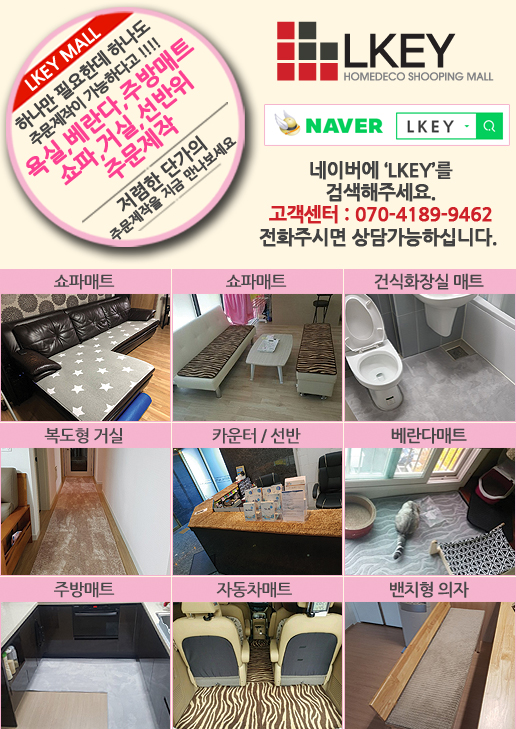 LKEY MALL
하나만 필요한데 하나도
주문제작이 가능하다고 !!!!
욕실,베란다,주방매트
쇼파,거실,선반위
주문제작
저렴한 단가의
주문제작을 지금 만나보세요
LKEY
HOMEDECO SHOOPING MALL
NAVER LKEY
네이버에 ‘LKEY’를
검색해주세요.
고객센터 : 070-4189-9462
전화주시면 상담가능하십니다.
쇼파매트 쇼파매트 건식화장실 매트
복도형 거실 카운터 / 선반 베란다매트
주방매트 자동차매트 밴치형 의자